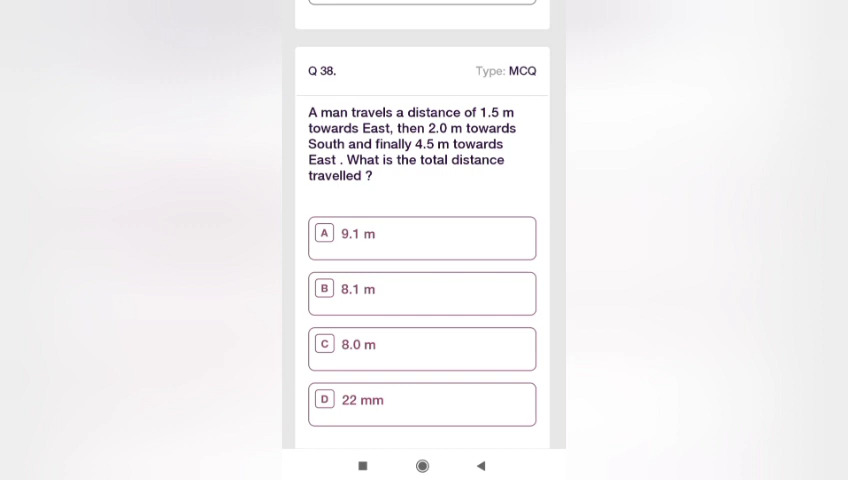 Q 38.
Type: MCQ
A man travels a distance of 1.5 m
towards East, then 2.0 m towards
South and finally 4.5 m towards
East . What is the total distance
travelled ?
A 9.1 m
B 8.1 m
C 8.0 m
D 22 mm